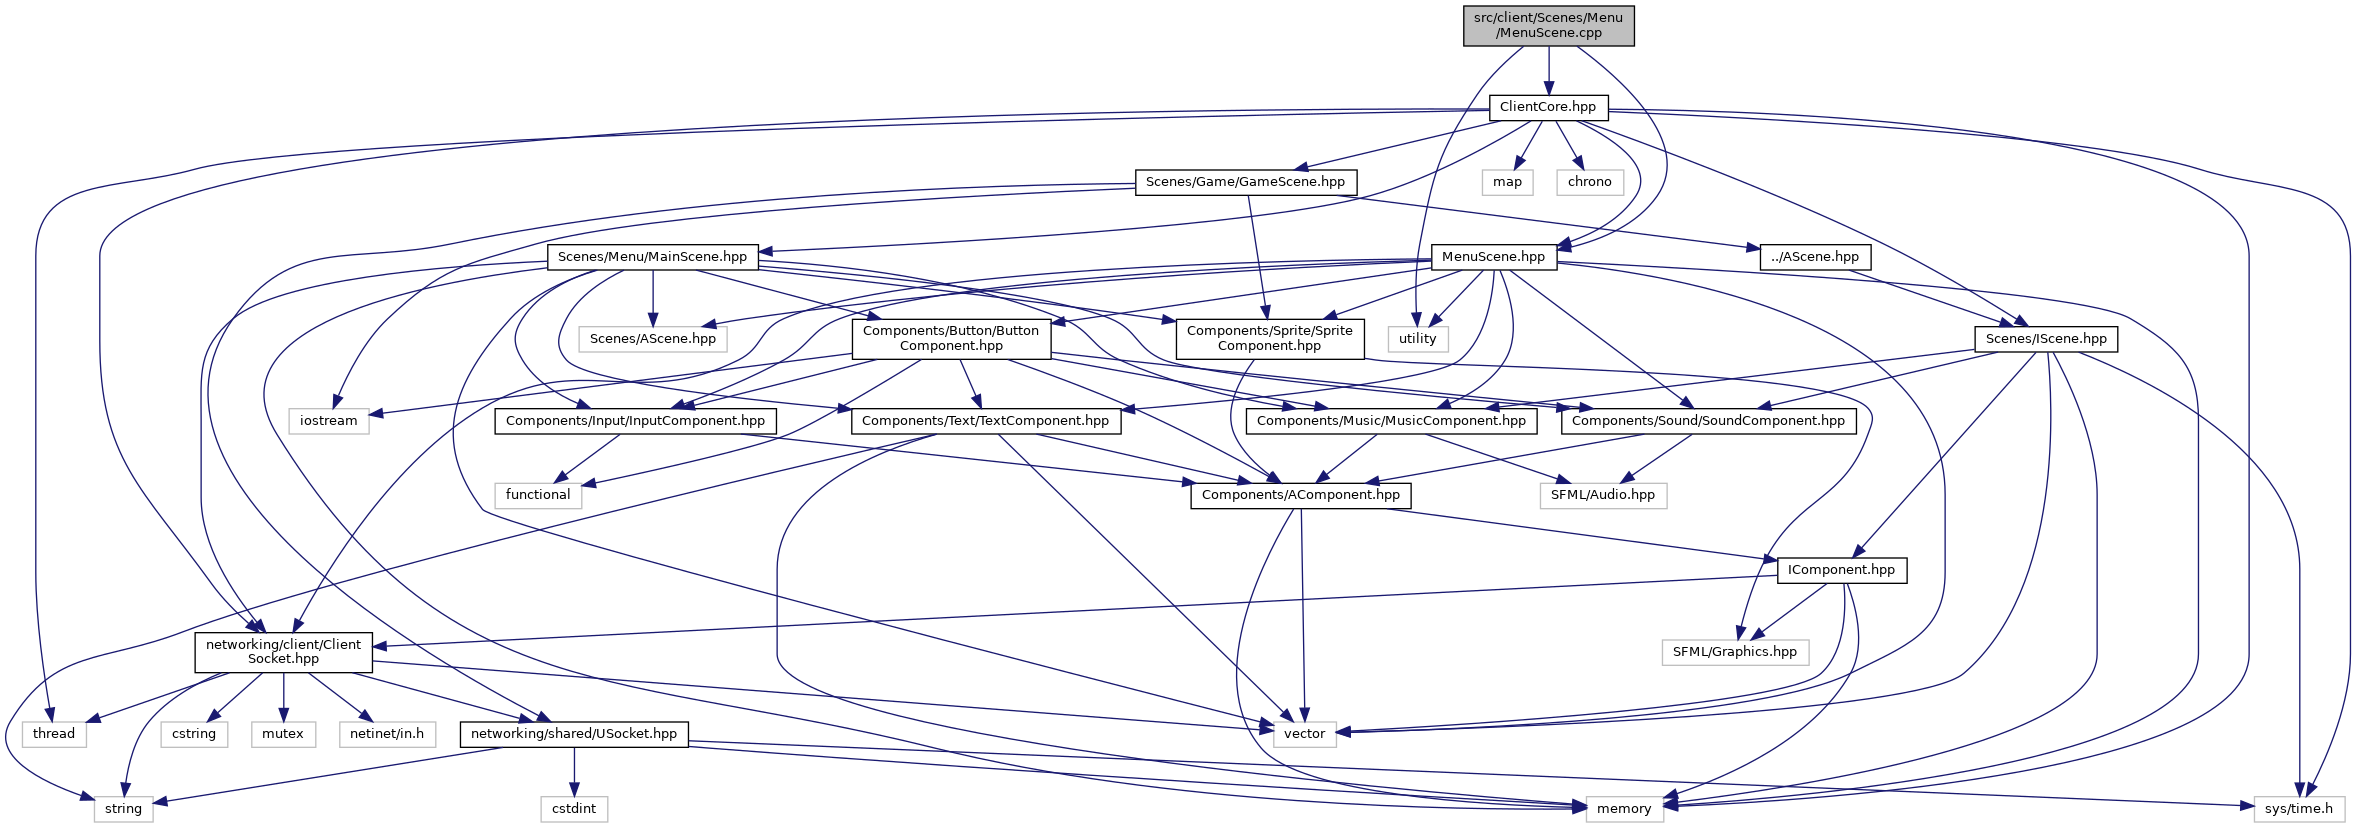 src/client/Scenes/Menu
/MenuScene.cpp
ClientCore.hpp
Scenes/Game/GameScene.hpp
map
chrono
Scenes/Menu/MainScene.hpp
MenuScene.hpp
../AScene.hpp
Scenes/AScene.hpp
Components/Button/Button
Component.hpp
Components/Sprite/Sprite
Component.hpp
utility
Scenes/IScene.hpp
iostream
Components/Input/InputComponent.hpp
Components/Text/TextComponent.hpp
Components/Music/MusicComponent.hpp
Components/Sound/SoundComponent.hpp
functional
Components/AComponent.hpp
SFML/Audio.hpp
IComponent.hpp
networking/client/Client
Socket.hpp
SFML/Graphics.hpp
thread
cstring
mutex
netinet/in.h
networking/shared/USocket.hpp
vector
string
cstdint
memory
sys/time.h